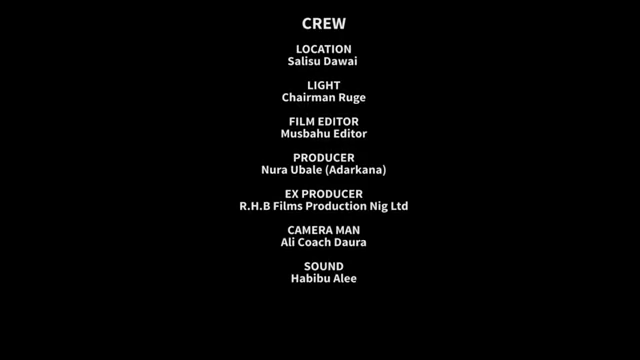 CREW
LOCATION
Salisu Dawai
LIGHT
Chairman Ruge
FILM EDITOR
Musbahu Editor
PRODUCER
Nura Ubale (Adarkana)
EX PRODUCER
R.H.B Films Production Nig Ltd
CAMERA MAN
Ali Coach Daura
SOUND
Habibu Alee